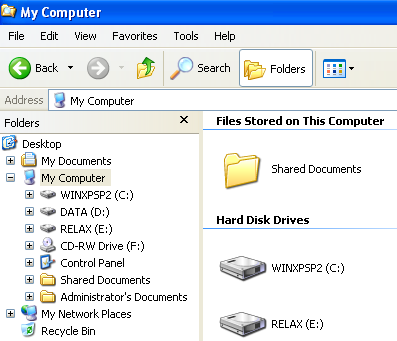 My Computer
File Edit View Favorites Tools Help
Back Search Folders
Address My Computer
Folders
Desktop
My Documents
My Computer
WINXPSP2 (C:)
DATA (D:)
RELAX (E:)
CD-RW Drive (F:)
Control Panel
Shared Documents
Administrator's Documents
My Network Places
Recycle Bin
Files Stored on This Computer
Shared Documents
Hard Disk Drives
WINXPSP2 (C:)
RELAX (E:)